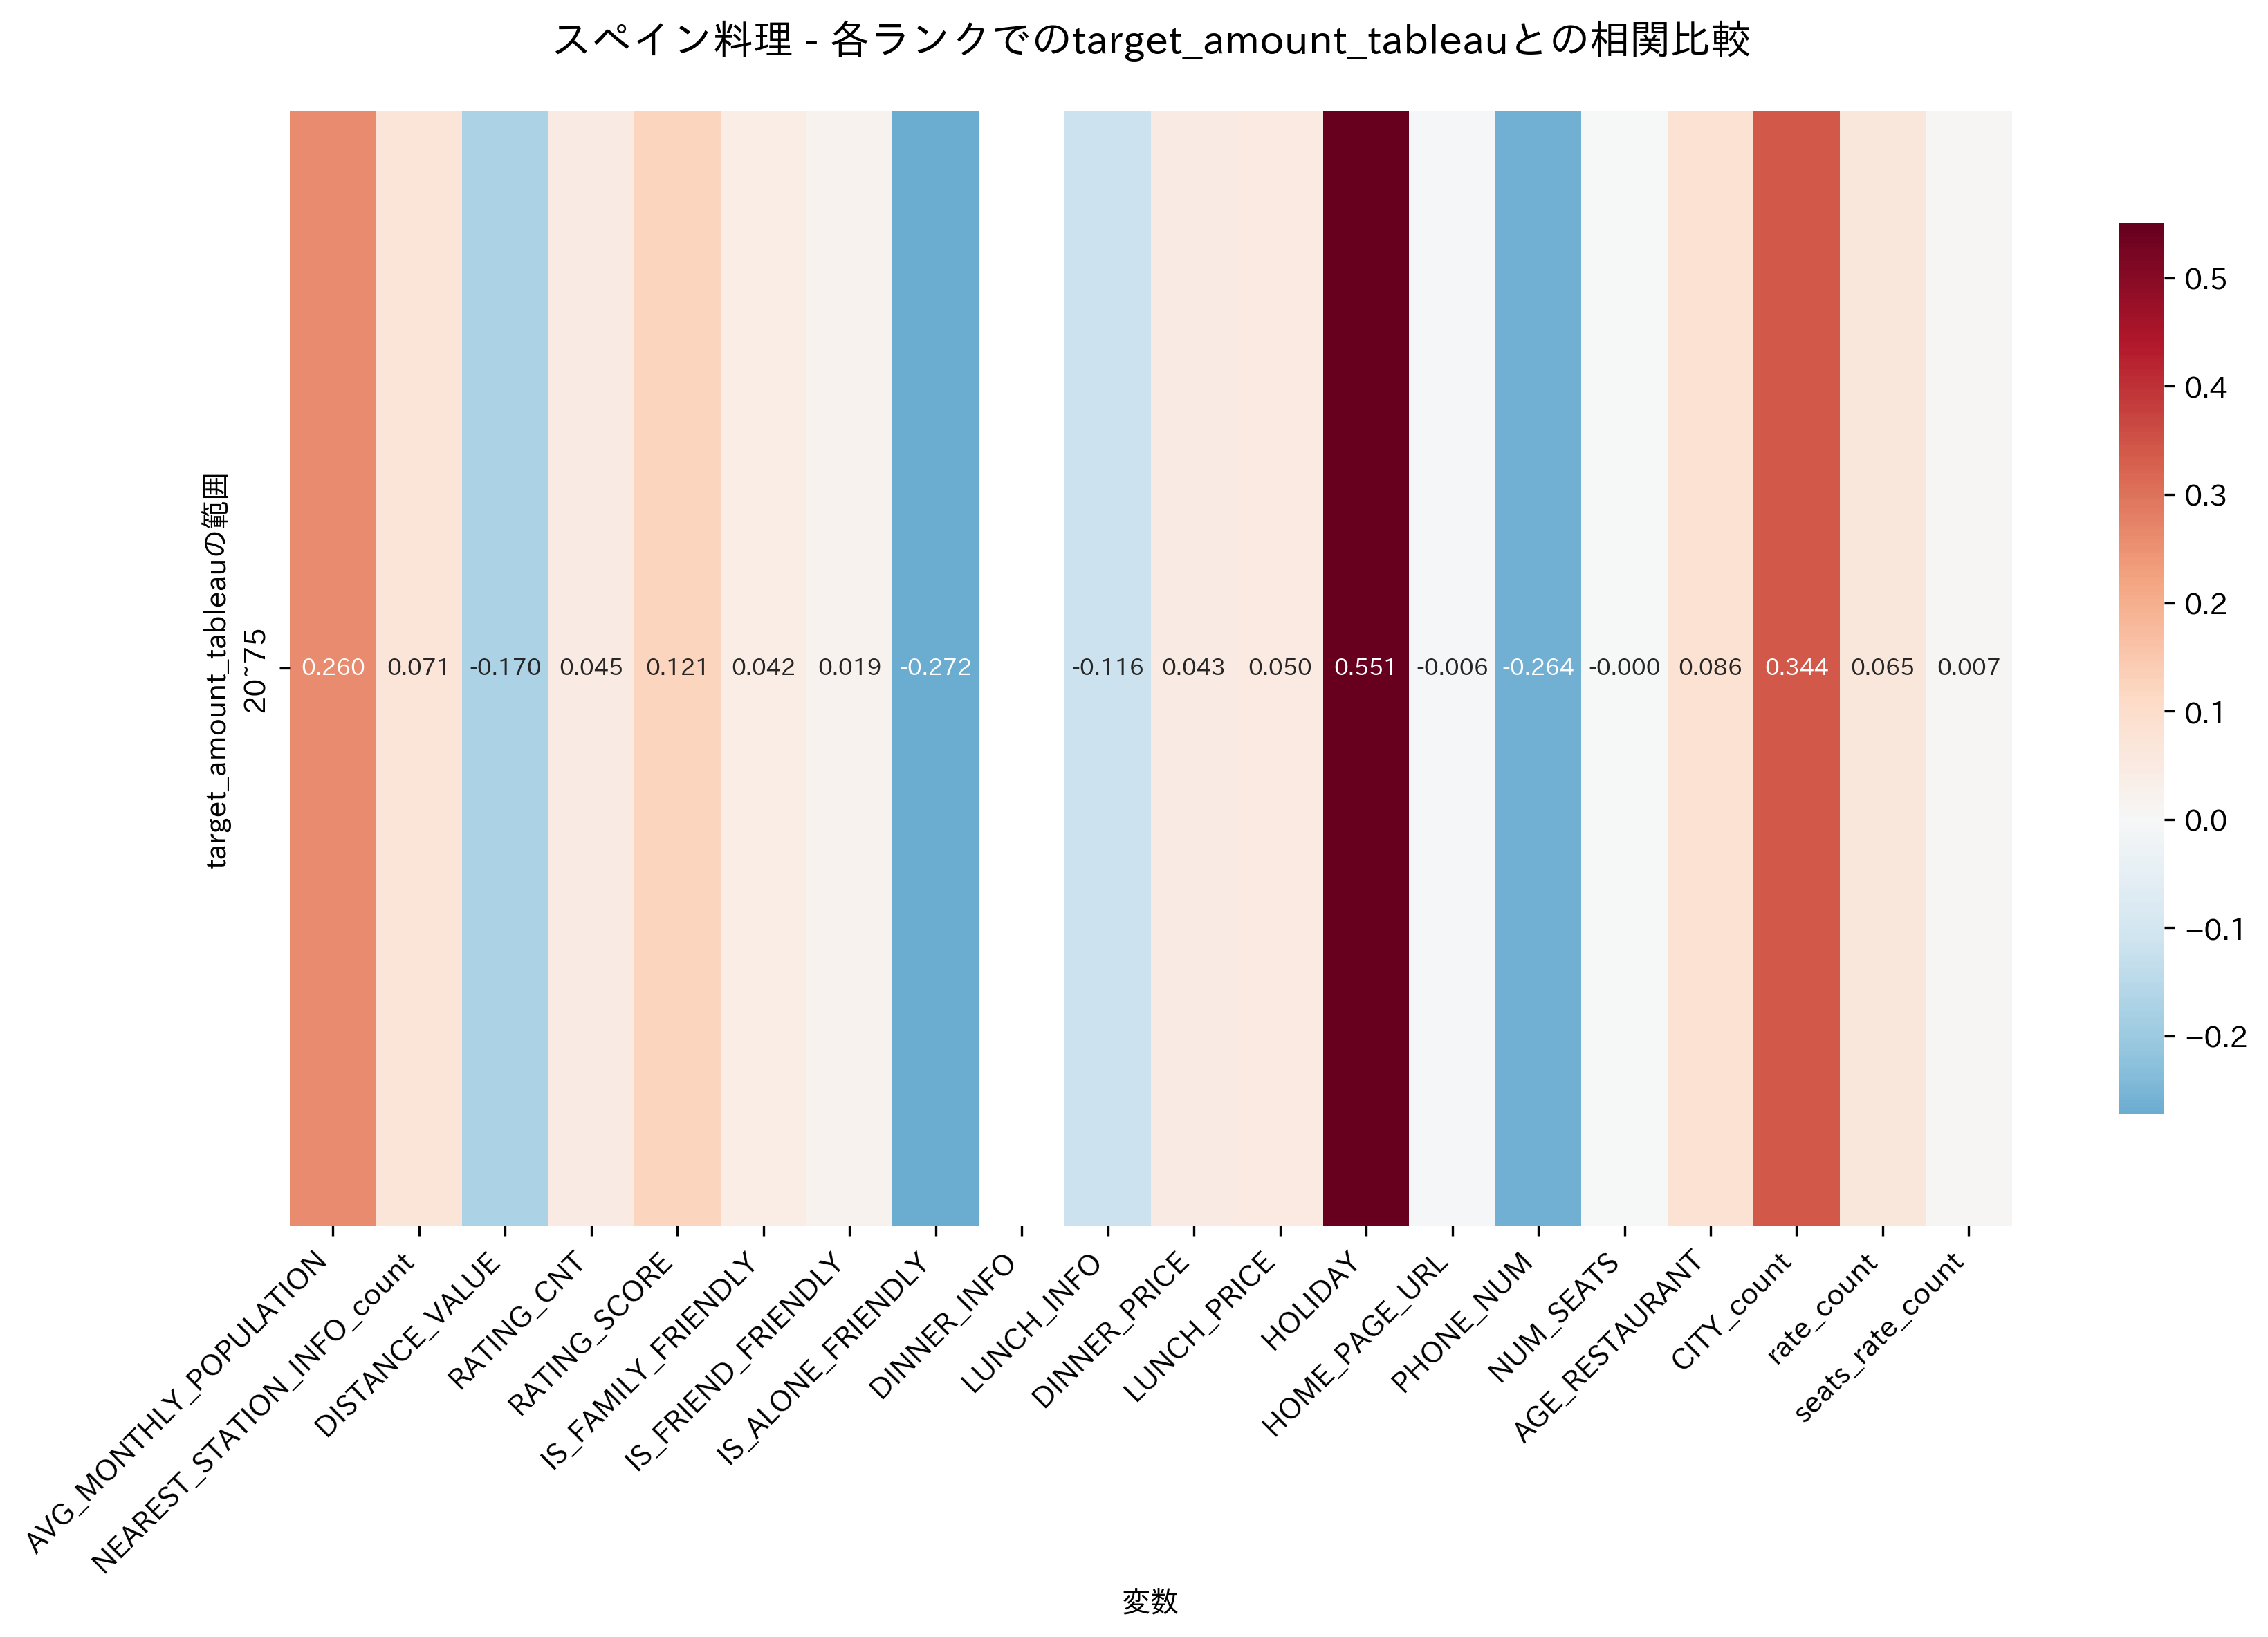 スペイン料理 - 各ランクでのtarget_amount_tableauとの相関比較
target_amount_tableauの範囲
20~75
0.260 0.071 -0.170 0.045 0.121 0.042 0.019 -0.272 -0.116 0.043 0.050 0.551 -0.006 -0.264 -0.000 0.086 0.344 0.065 0.007
AVG_MONTHLY_POPULATION
NEAREST_STATION_INFO_count
DISTANCE_VALUE
RATING_CNT
RATING_SCORE
IS_FAMILY_FRIENDLY
IS_FRIEND_FRIENDLY
IS_ALONE_FRIENDLY
DINNER_INFO
LUNCH_INFO
DINNER_PRICE
LUNCH_PRICE
HOLIDAY
HOME_PAGE_URL
PHONE_NUM
NUM_SEATS
AGE_RESTAURANT
CITY_count
rate_count
seats_rate_count
変数
0.5
0.4
0.3
0.2
0.1
0.0
−0.1
−0.2